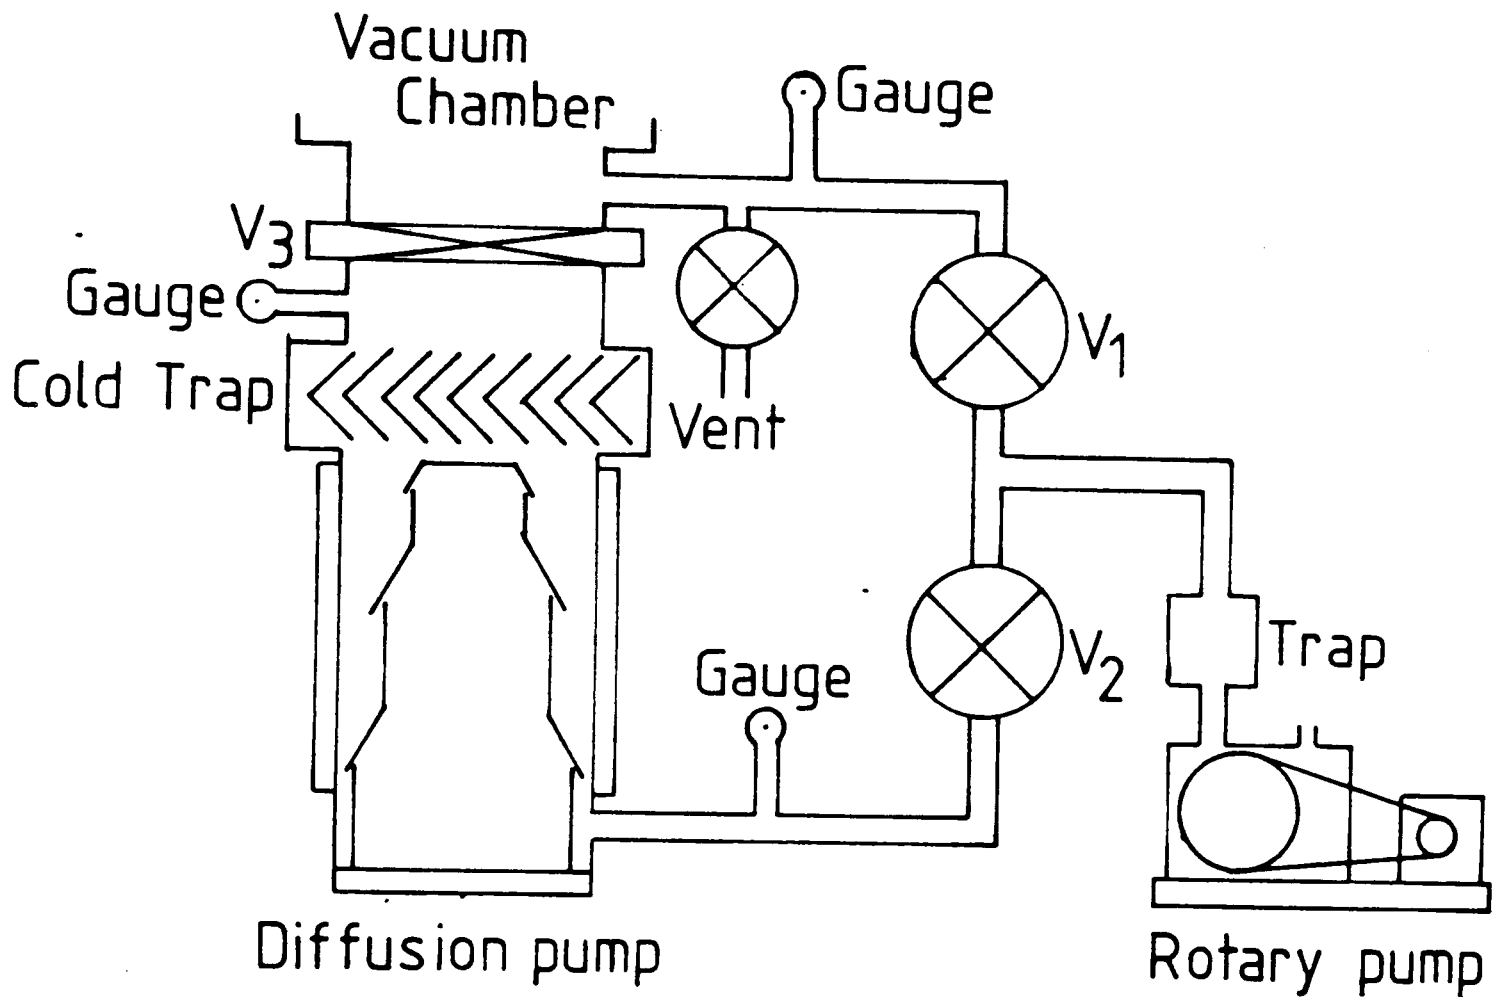 Vacuum
Chamber
Gauge
V3
Gauge
Cold Trap
Vent
V1
Gauge
V2
Trap
Diffusion pump
Rotary pump